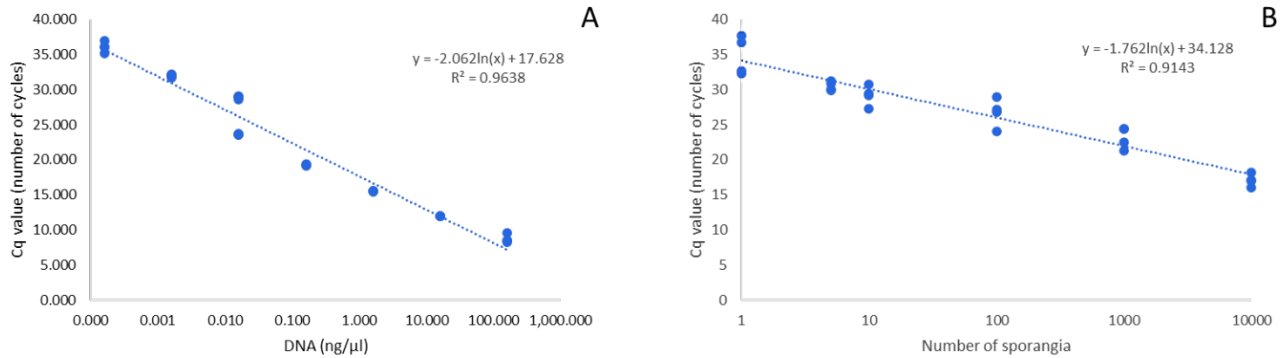 A
40.000
35.000
30.000
25.000
20.000
15.000
10.000
5.000
0.000
Cq value (number of cycles)
y = -2.062ln(x) + 17.628
R² = 0.9638
0.000 0.001 0.010 0.100 1.000 10.000 100.000 1,000.000
DNA (ng/µl)
B
40
35
30
25
20
15
10
5
0
Cq value (number of cycles)
y = -1.762ln(x) + 34.128
R² = 0.9143
1 10 100 1000 10000
Number of sporangia